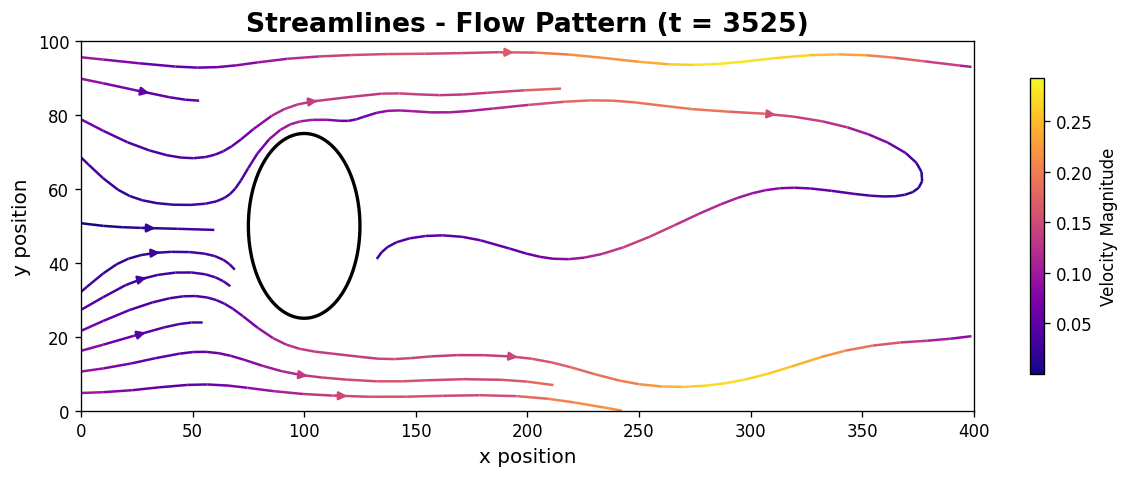 Streamlines - Flow Pattern (t = 3525)
100
80
60
40
20
0
y position
0 50 100 150 200 250 300 350 400
x position
0.25
0.20
0.15
0.10
0.05
Velocity Magnitude